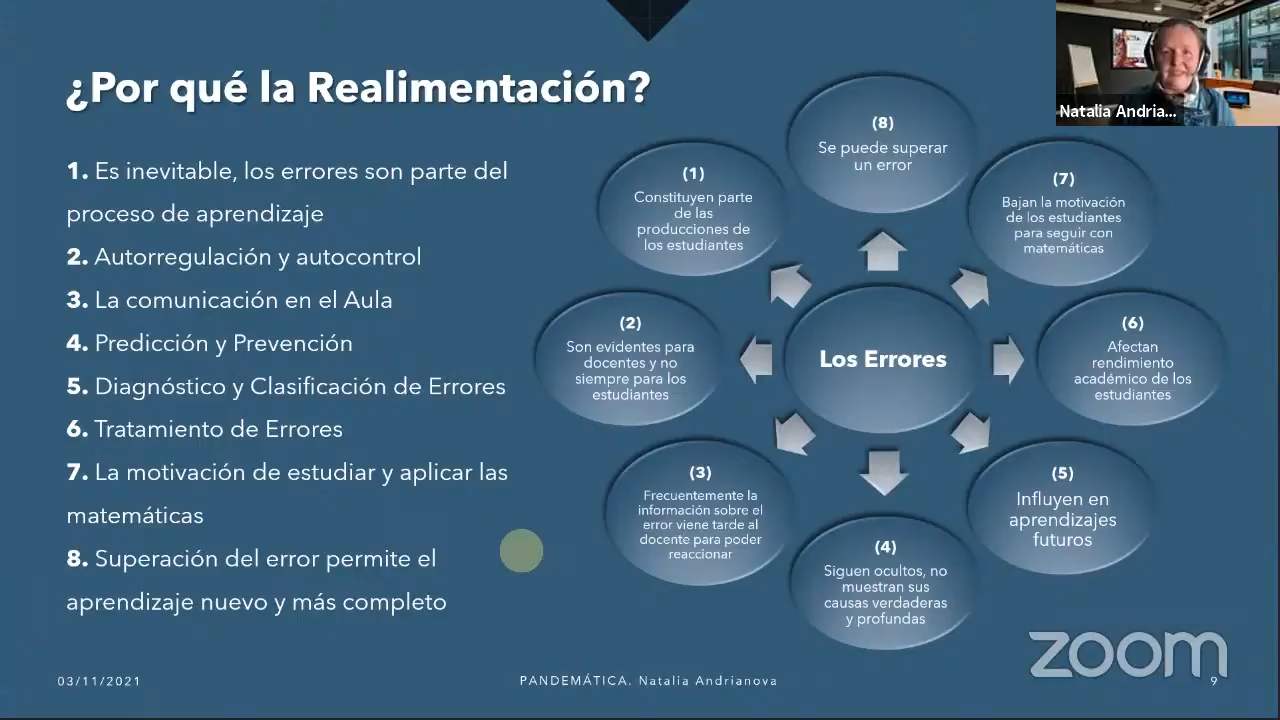 ¿Por qué la Realimentación?
1. Es inevitable, los errores son parte del
proceso de aprendizaje
2. Autorregulación y autocontrol
3. La comunicación en el Aula
4. Predicción y Prevención
5. Diagnóstico y Clasificación de Errores
6. Tratamiento de Errores
7. La motivación de estudiar y aplicar las
matemáticas
8. Superación del error permite el
aprendizaje nuevo y más completo
Los Errores
(1)
Constituyen parte
de las
producciones de
los estudiantes
(2)
Son evidentes para
docentes y no
siempre para los
estudiantes
(3)
Frecuentemente la
información sobre el
error viene tarde al
docente para poder
reaccionar
(4)
Siguen ocultos, no
muestran sus
causas verdaderas
y profundas
(5)
Influyen en
aprendizajes
futuros
(6)
Afectan
rendimiento
académico de los
estudiantes
(7)
Bajan la motivación
de los estudiantes
para seguir con
matemáticas
(8)
Se puede superar
un error
Natalia Andria...
03/11/2021
PANDEMÁTICA. Natalia Andrianova
9
zoom